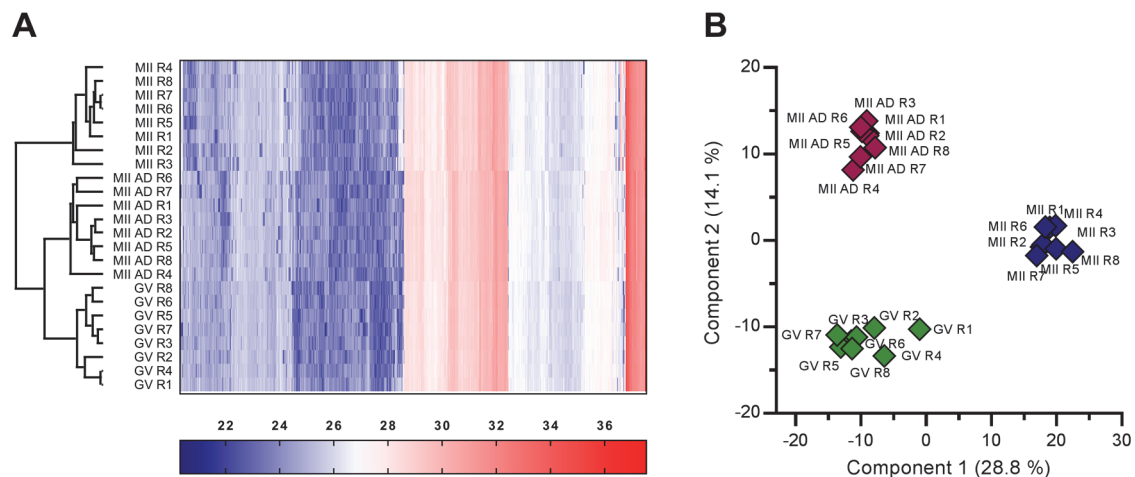 A
MII R4
MII R8
MII R7
MII R6
MII R5
MII R1
MII R2
MII R3
MII AD R6
MII AD R7
MII AD R1
MII AD R3
MII AD R2
MII AD R5
MII AD R8
MII AD R4
GV R8
GV R6
GV R5
GV R7
GV R3
GV R2
GV R4
GV R1
22 24 26 28 30 32 34 36
B
Component 2 (14.1 %)
20
10
0
-10
-20
MII AD R3
MII AD R6
MII AD R1
MII AD R2
MII AD R5
MII AD R8
MII AD R7
MII AD R4
MII R1
MII R4
MII R6
MII R3
MII R2
MII R8
MII R5
MII R7
GV R2
GV R3
GV R1
GV R7
GV R6
GV R4
GV R5
GV R8
-20 -10 0 10 20 30
Component 1 (28.8 %)